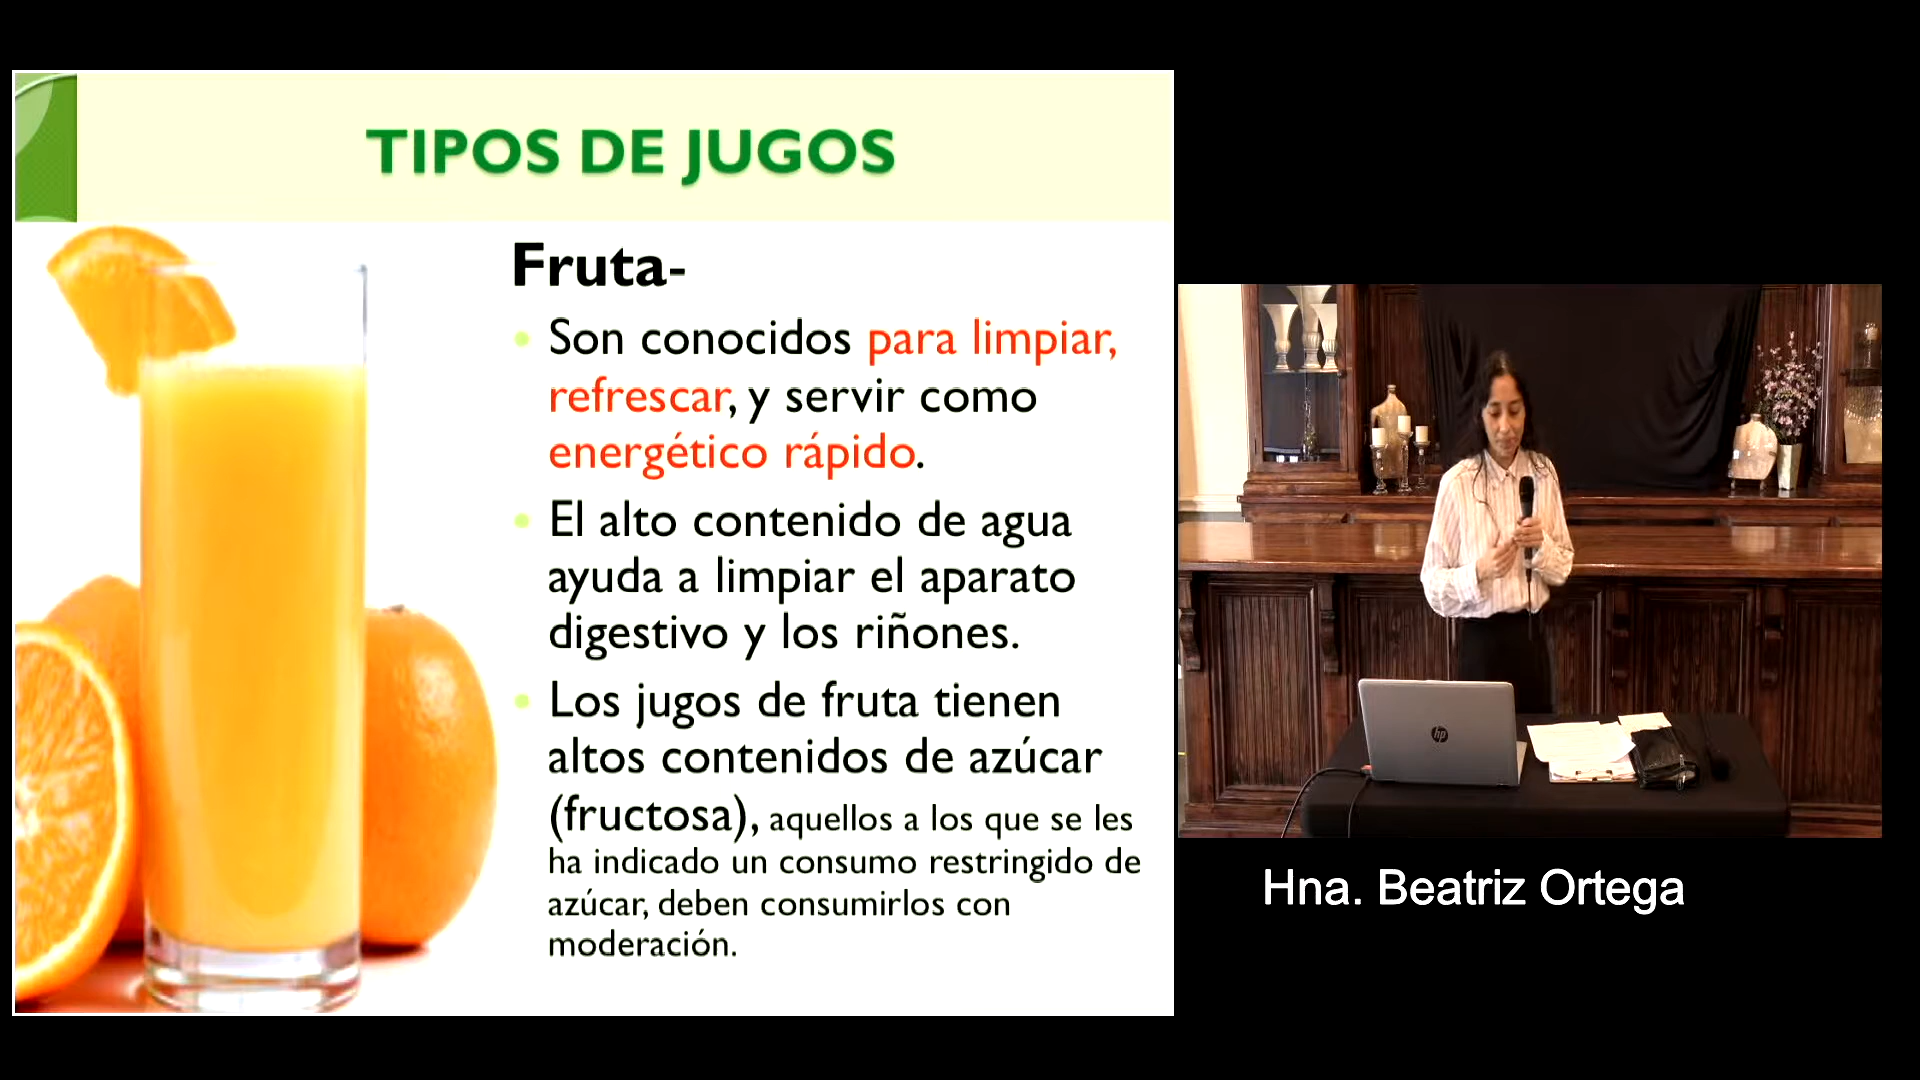 TIPOS DE JUGOS
Fruta-
Son conocidos para limpiar,
refrescar, y servir como
energético rápido.
El alto contenido de agua
ayuda a limpiar el aparato
digestivo y los riñones.
Los jugos de fruta tienen
altos contenidos de azúcar
(fructosa), aquellos a los que se les
ha indicado un consumo restringido de
azúcar, deben consumirlos con
moderación.
hp
Hna. Beatriz Ortega